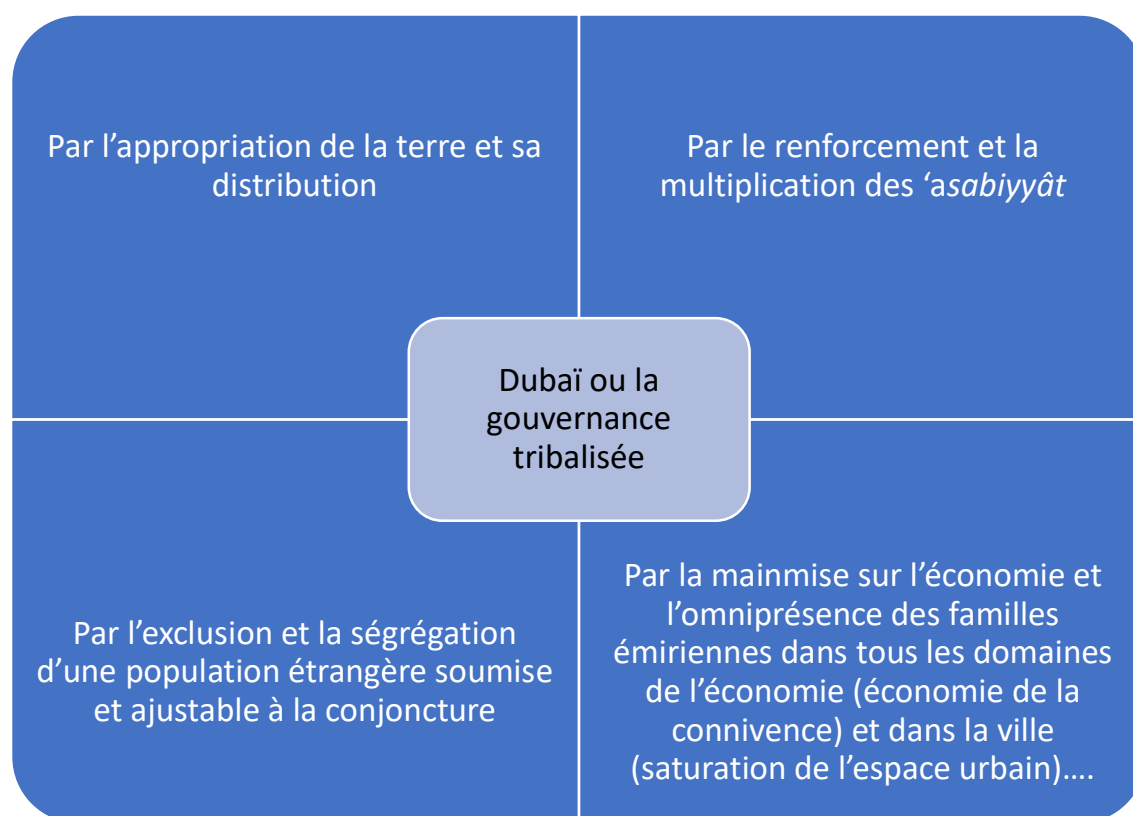 Par l’appropriation de la terre et sa
distribution
Par le renforcement et la
multiplication des ‘asabiyyât
Dubaï ou la
gouvernance
tribalisée
Par l’exclusion et la ségrégation
d’une population étrangère soumise
et ajustable à la conjoncture
Par la mainmise sur l’économie et
l’omniprésence des familles
émiriennes dans tous les domaines
de l’économie (économie de la
connivence) et dans la ville
(saturation de l’espace urbain)….